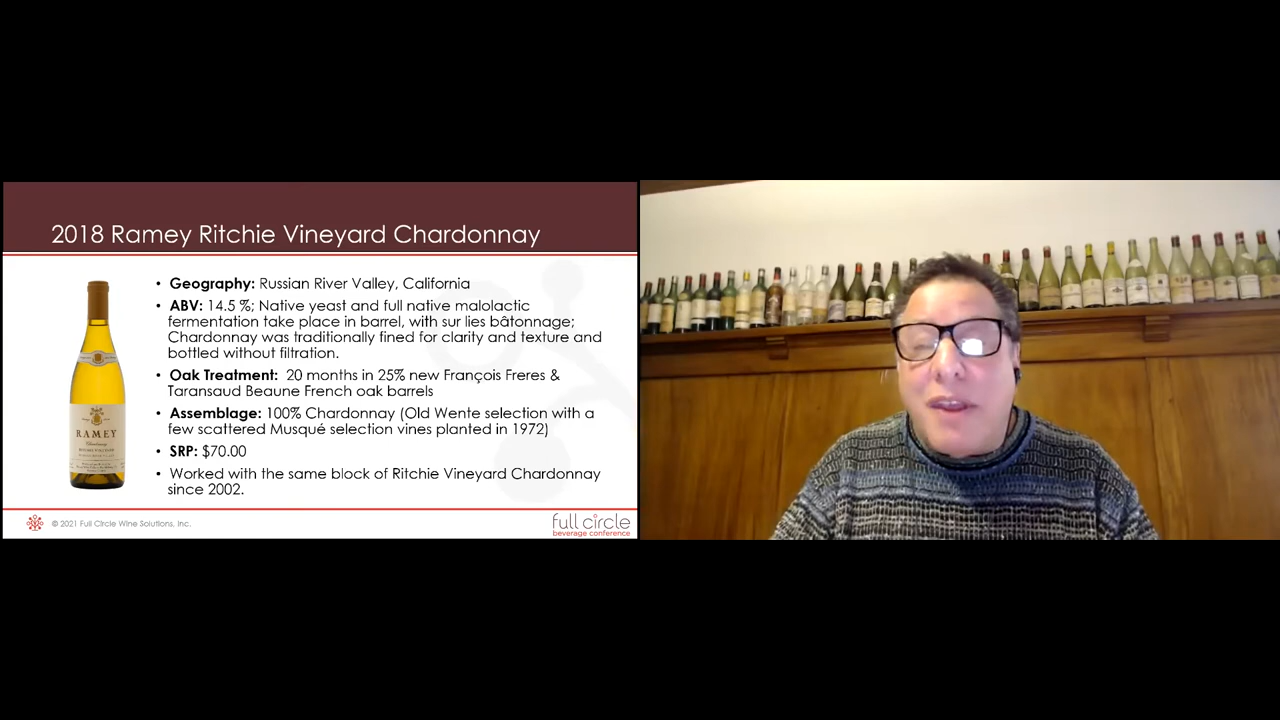 2018 Ramey Ritchie Vineyard Chardonnay
• Geography: Russian River Valley, California
• ABV: 14.5 %; Native yeast and full native malolactic
fermentation take place in barrel, with sur lies bâtonnage;
Chardonnay was traditionally fined for clarity and texture and
bottled without filtration.
• Oak Treatment: 20 months in 25% new François Freres &
Taransaud Beaune French oak barrels
• Assemblage: 100% Chardonnay (Old Wente selection with a
few scattered Musqué selection vines planted in 1972)
• SRP: $70.00
• Worked with the same block of Ritchie Vineyard Chardonnay
since 2002.
RAMEY
Chardonnay
© 2021 Full Circle Wine Solutions, Inc.
full circle
beverage conference